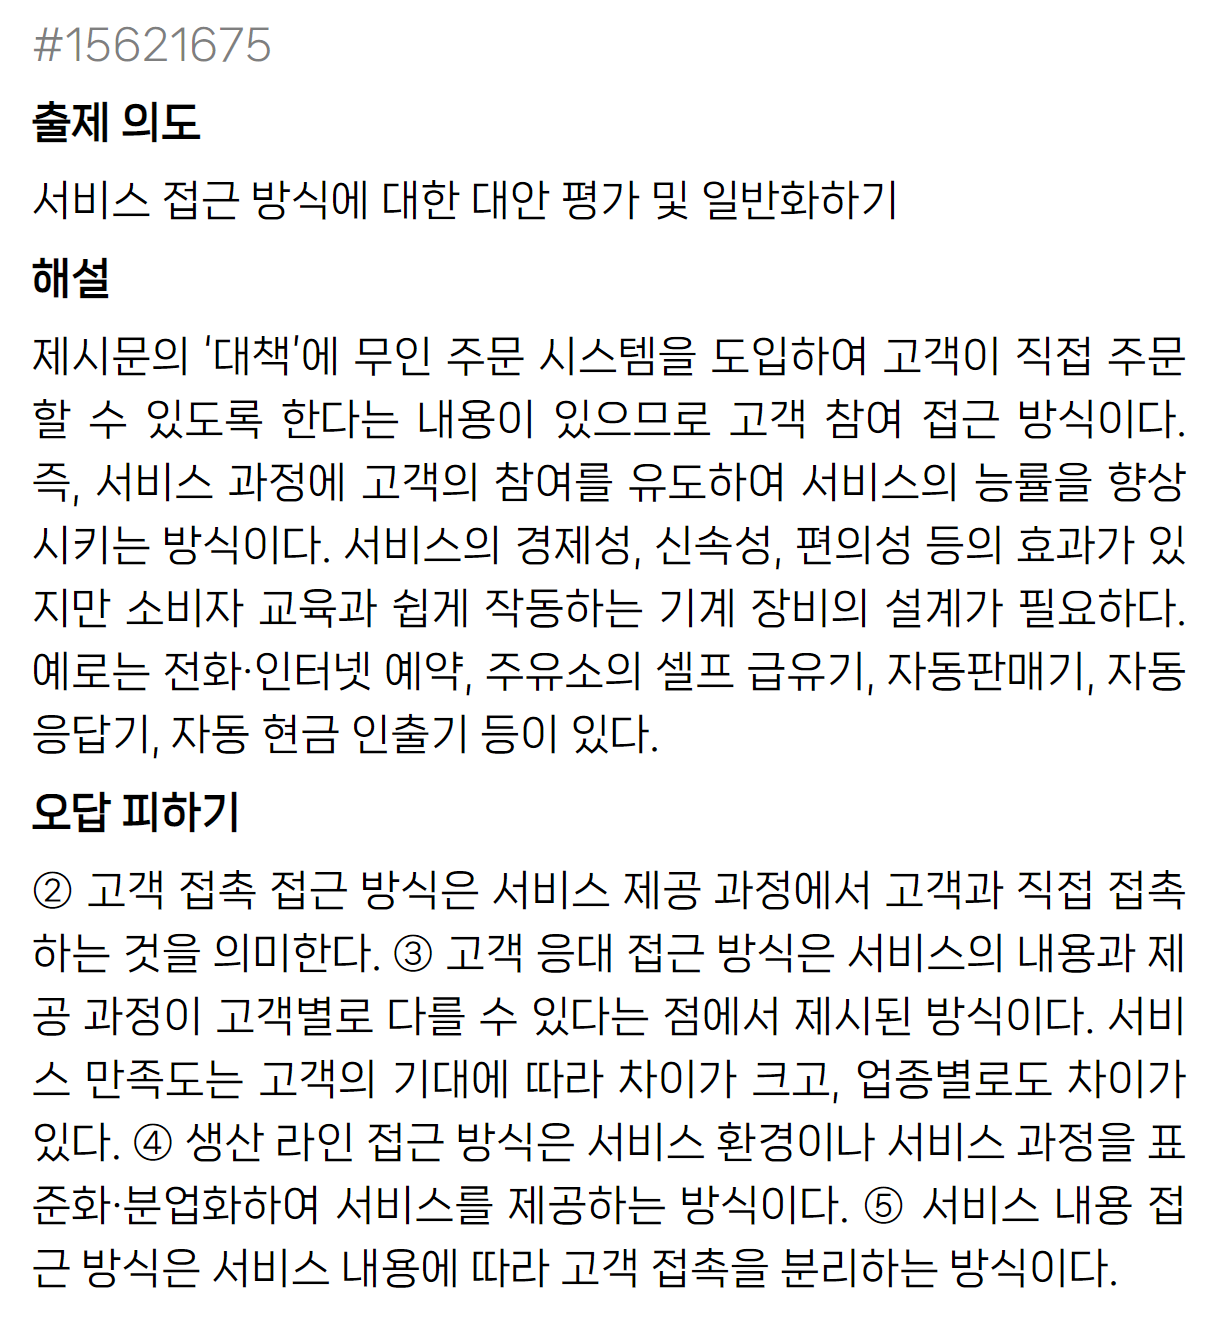 #15621675
출제 의도
서비스 접근 방식에 대한 대안 평가 및 일반화하기
해설
제시문의 '대책'에 무인 주문 시스템을 도입하여 고객이 직접 주문
할 수 있도록 한다는 내용이 있으므로 고객 참여 접근 방식이다.
즉, 서비스 과정에 고객의 참여를 유도하여 서비스의 능률을 향상
시키는 방식이다. 서비스의 경제성, 신속성, 편의성 등의 효과가 있
지만 소비자 교육과 쉽게 작동하는 기계 장비의 설계가 필요하다.
예로는 전화·인터넷 예약, 주유소의 셀프 급유기, 자동판매기, 자동
응답기, 자동 현금 인출기 등이 있다.
오답 피하기
② 고객 접촉 접근 방식은 서비스 제공 과정에서 고객과 직접 접촉
하는 것을 의미한다. ③ 고객 응대 접근 방식은 서비스의 내용과 제
공 과정이 고객별로 다를 수 있다는 점에서 제시된 방식이다. 서비
스 만족도는 고객의 기대에 따라 차이가 크고, 업종별로도 차이가
있다. ④ 생산 라인 접근 방식은 서비스 환경이나 서비스 과정을 표
준화·분업화하여 서비스를 제공하는 방식이다. ⑤ 서비스 내용 접
근 방식은 서비스 내용에 따라 고객 접촉을 분리하는 방식이다.